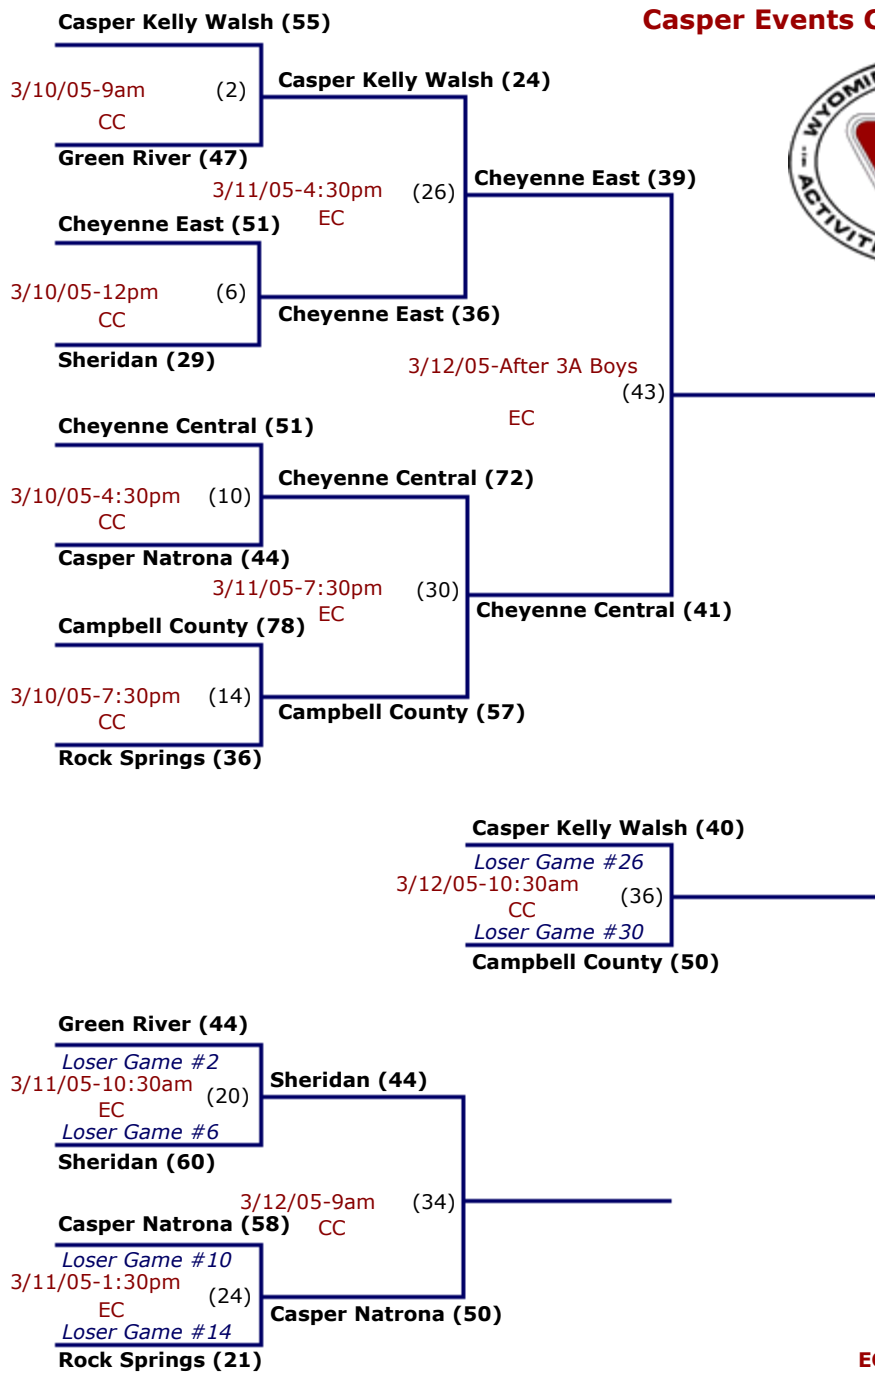 Casper Kelly Walsh (55)
Casper Events
3/10/05-9am
(2)
Casper Kelly Walsh (24)
CC
Green River (47)
3/11/05-4:30pm
(26)
Cheyenne East (39)
EC
Cheyenne East (51)
3/10/05-12pm
(6)
CC
Cheyenne East (36)
Sheridan (29)
3/12/05-After 3A Boys
(43)
EC
Cheyenne Central (51)
Cheyenne Central (72)
3/10/05-4:30pm
(10)
CC
Casper Natrona (44)
3/11/05-7:30pm
(30)
EC
Cheyenne Central (41)
Campbell County (78)
3/10/05-7:30pm
(14)
CC
Campbell County (57)
Rock Springs (36)
Casper Kelly Walsh (40)
Loser Game #26
3/12/05-10:30am
(36)
CC
Loser Game #30
Campbell County (50)
Green River (44)
Loser Game #2
3/11/05-10:30am
(20)
Sheridan (44)
EC
Loser Game #6
Sheridan (60)
3/12/05-9am
(34)
CC
Casper Natrona (58)
Loser Game #10
3/11/05-1:30pm
(24)
EC
Casper Natrona (50)
Loser Game #14
Rock Springs (21)